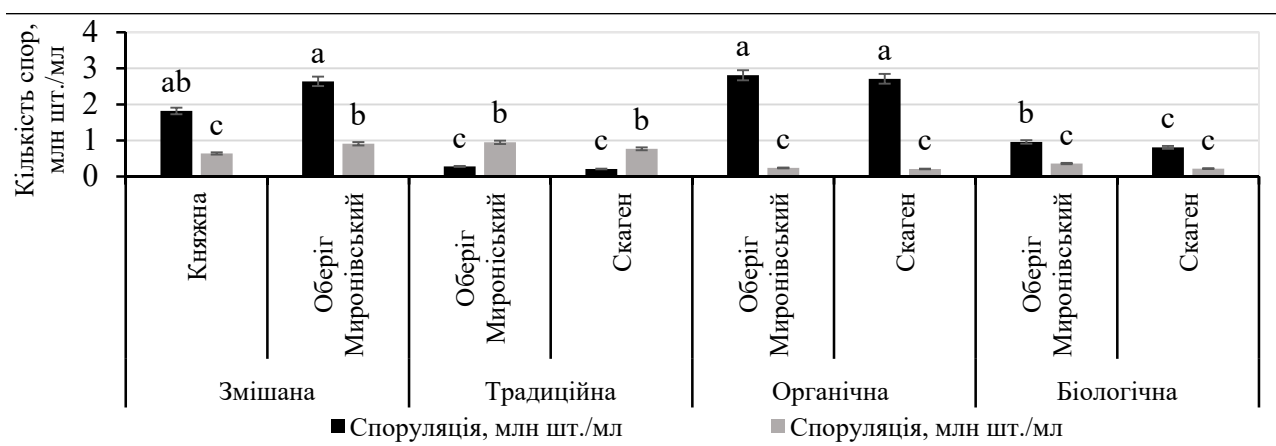 Кількість спор,
млн шт./мл
4
3
2
1
0
ab
c
a
b
c
b
c
b
a
c
a
c
b
c
c
c
Княжна
Оберіг
Миронівський
Оберіг
Мироніський
Скаген
Оберіг
Миронівський
Скаген
Оберіг
Миронівський
Скаген
Змішана
Традиційна
Органічна
Біологічна
Споруляція, млн шт./мл
Споруляція, млн шт./мл